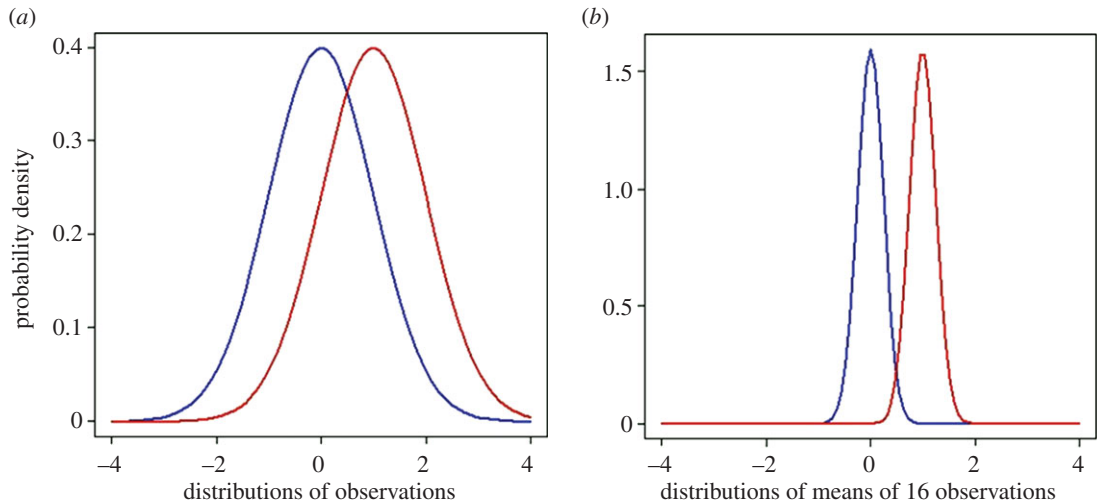 (a)
0.4
0.3
0.2
0.1
0
probability density
–4 –2 0 2 4
distributions of observations
(b)
1.5
1.0
0.5
0
–4 –2 0 2 4
distributions of means of 16 observations